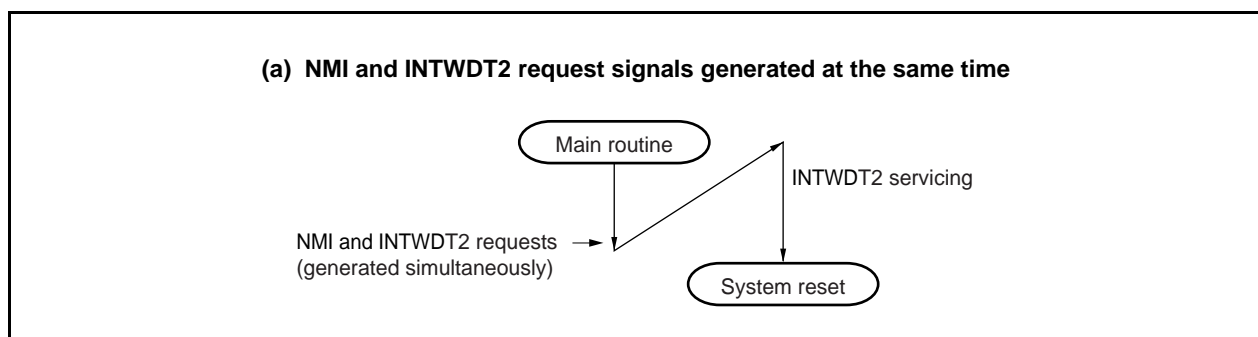 (a) NMI and INTWDT2 request signals generated at the same time
Main routine
INTWDT2 servicing
NMI and INTWDT2 requests
(generated simultaneously)
System reset